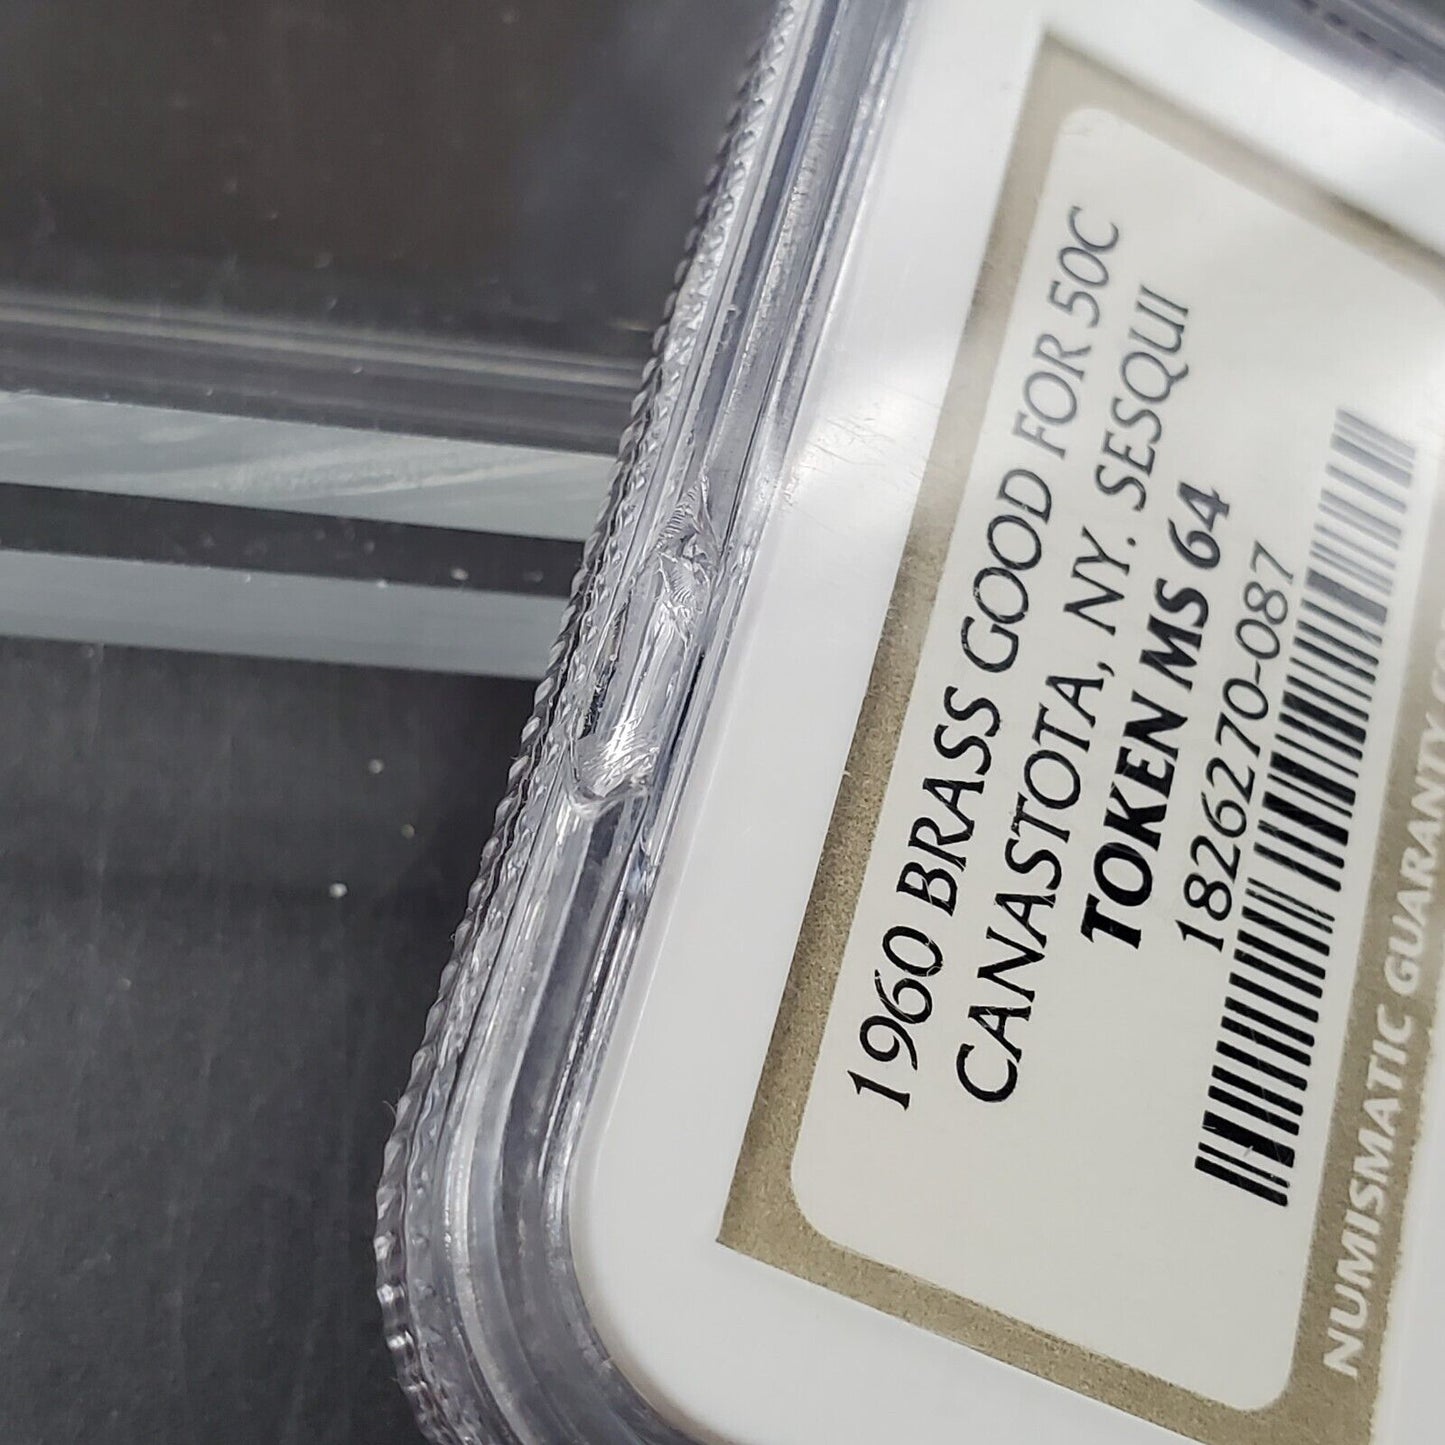 1960 BRASS GOOD FOR 50C
CANASTOTA, NY. SESQUI
TOKEN MS 64
1826270-087
NUMISMATIC GUARANTY